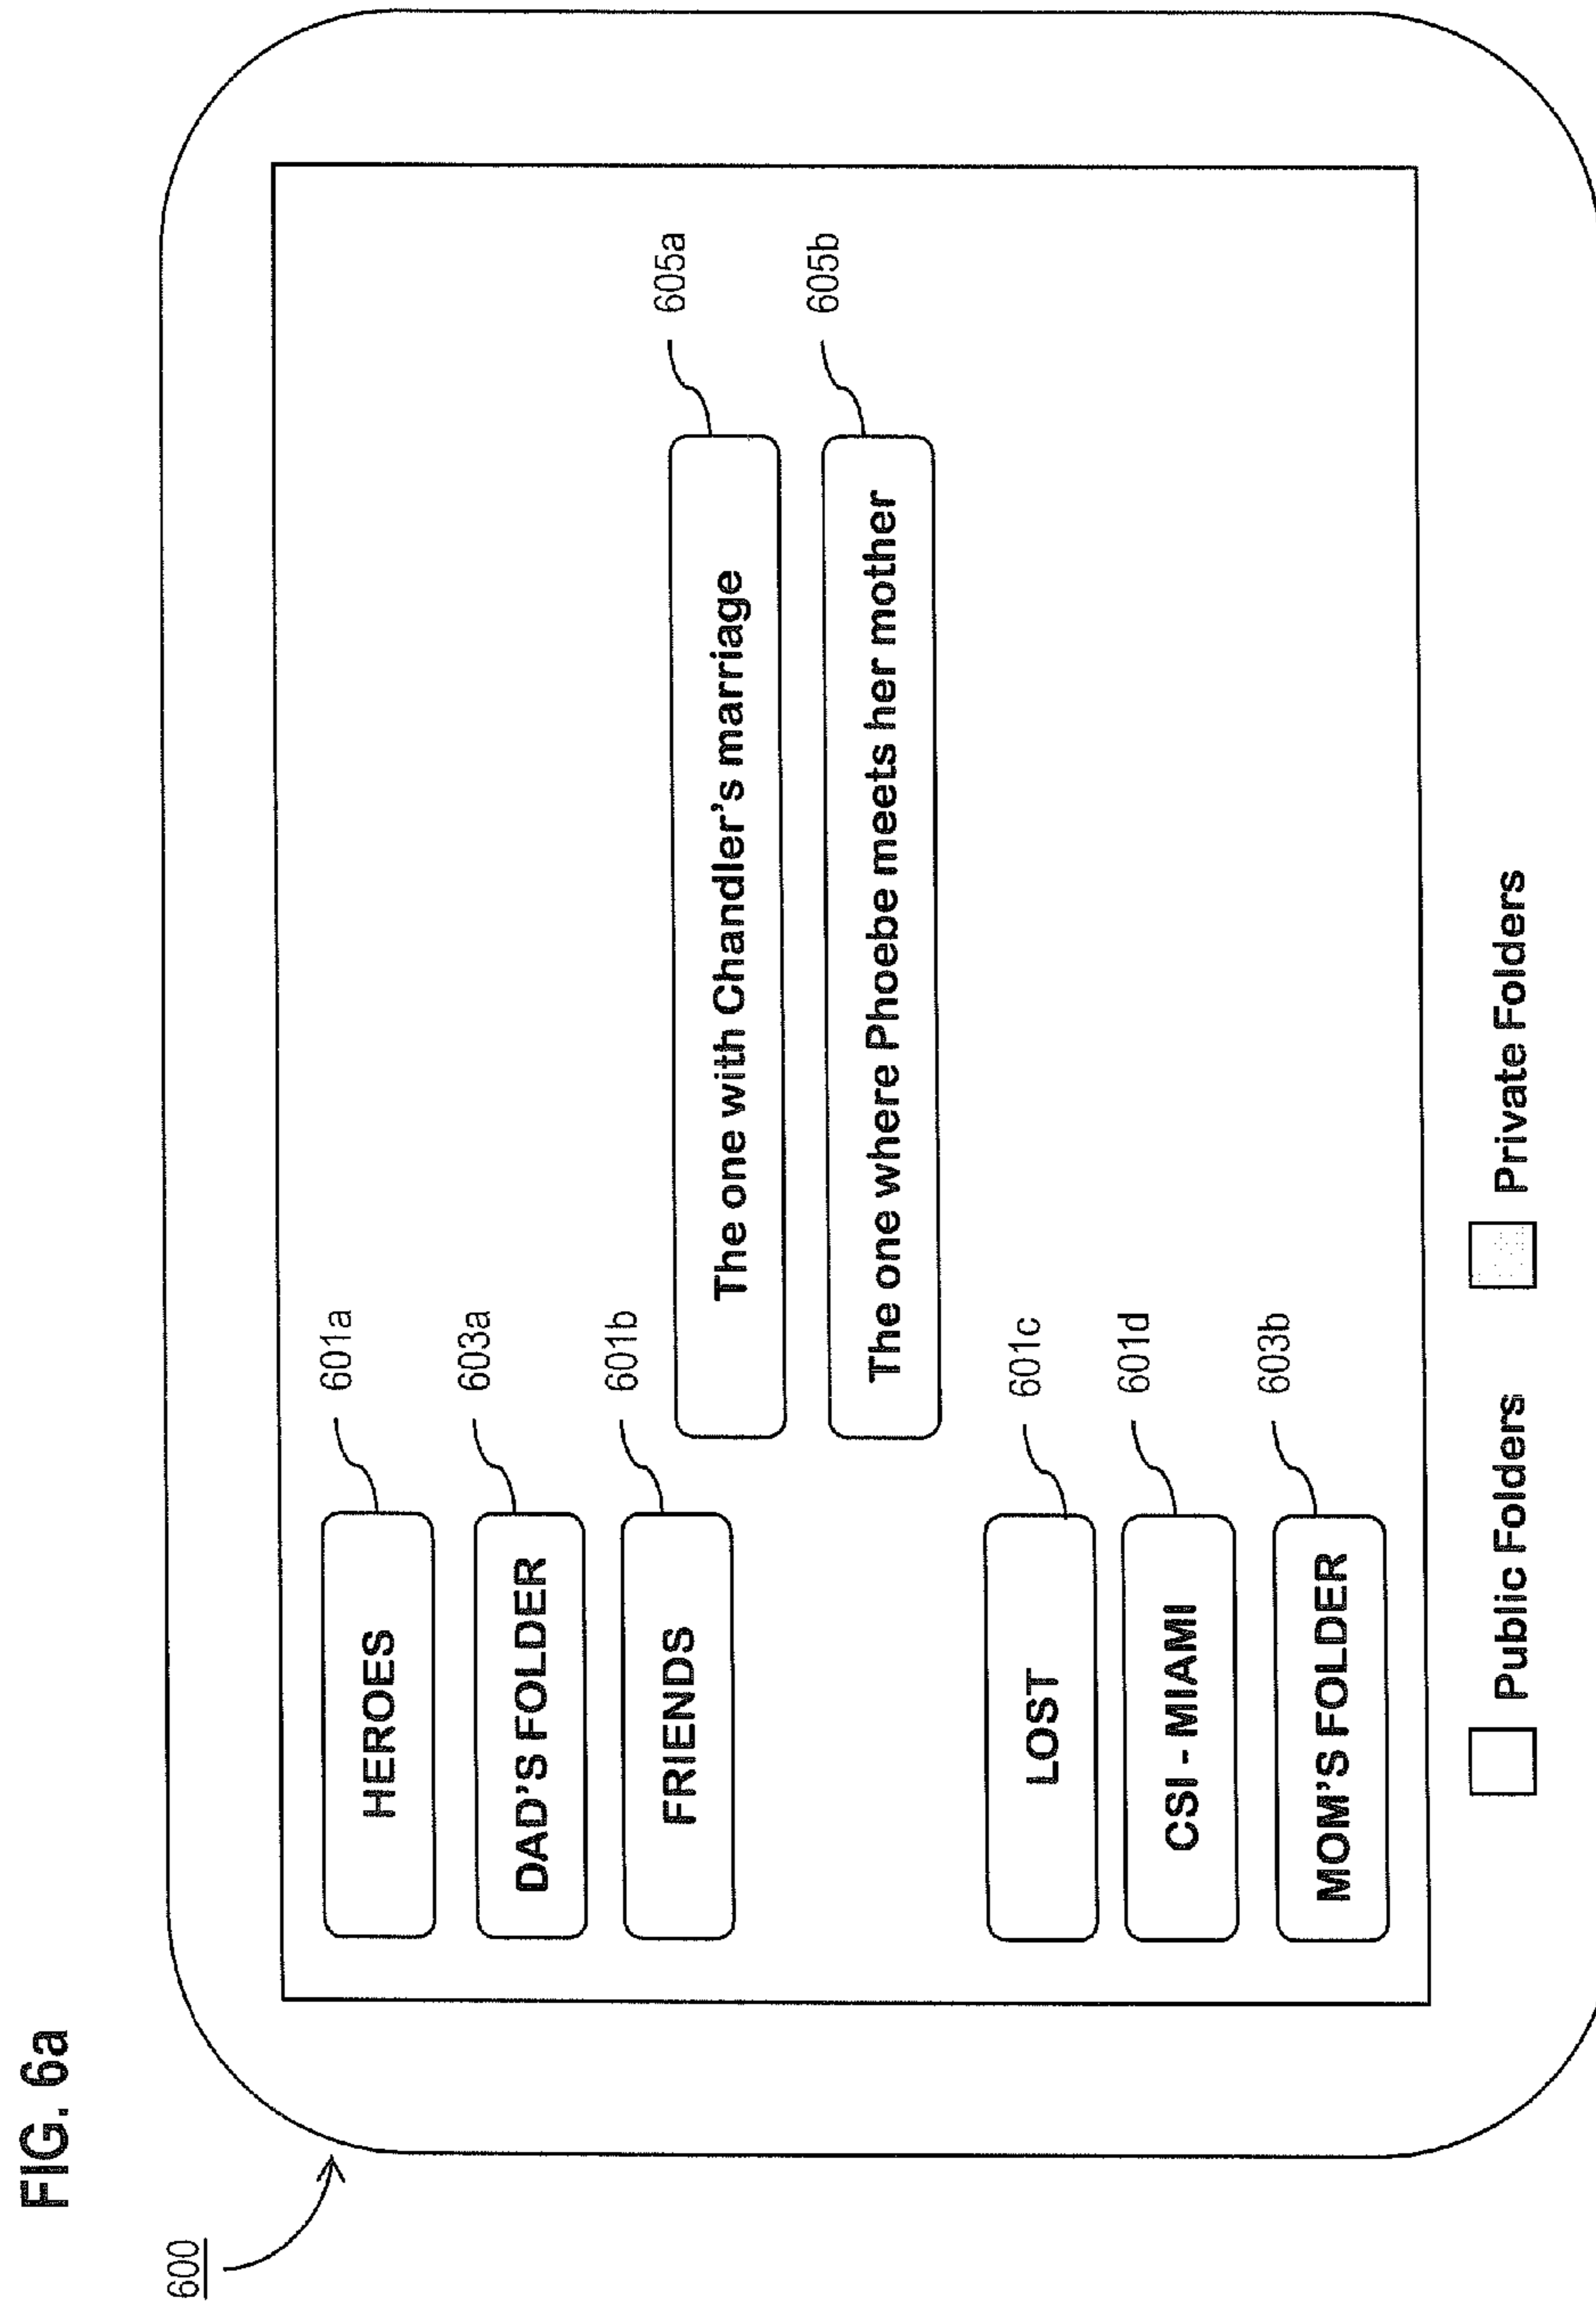 FIG. 6a
600
HEROES
601a
DAD'S FOLDER
603a
FRIENDS
601b
The one with Chandler's marriage
605a
The one where Phoebe meets her mother
605b
LOST
601c
CSI - MIAMI
601d
MOM'S FOLDER
603b
Public Folders
Private Folders